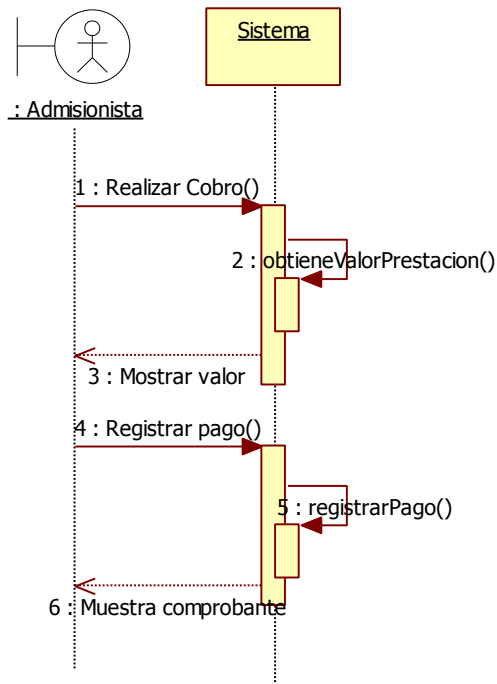 Sistema
: Admisionista
1 : Realizar Cobro()
2 : obtieneValorPrestacion()
3 : Mostrar valor
4 : Registrar pago()
5 : registrarPago()
6 : Muestra comprobante